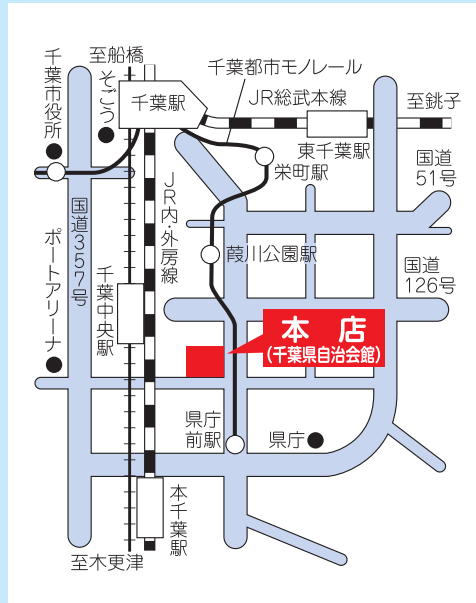 至船橋
千葉市役所
そごう
千葉駅
千葉都市モノレール
JR総武本線
至銚子
東千葉駅
栄町駅
国道
51号
JR内・外房線
国道357号
ポートアリーナ
千葉中央駅
葭川公園駅
国道
126号
本店
(千葉県自治会館)
県庁
前駅
県庁
本千葉駅
至木更津